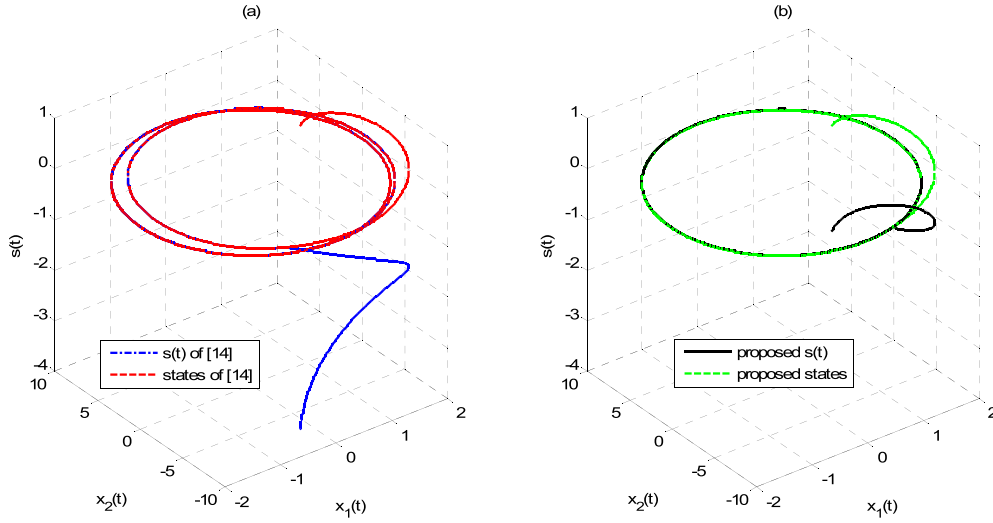 (a)
s(t)
1
0
-1
-2
-3
-4
10
5
0
-5
-10
x2(t)
-2
-1
0
1
2
x1(t)
s(t) of [14]
states of [14]
(b)
s(t)
1
0
-1
-2
-3
-4
10
5
0
-5
-10
x2(t)
-2
-1
0
1
2
x1(t)
proposed s(t)
proposed states